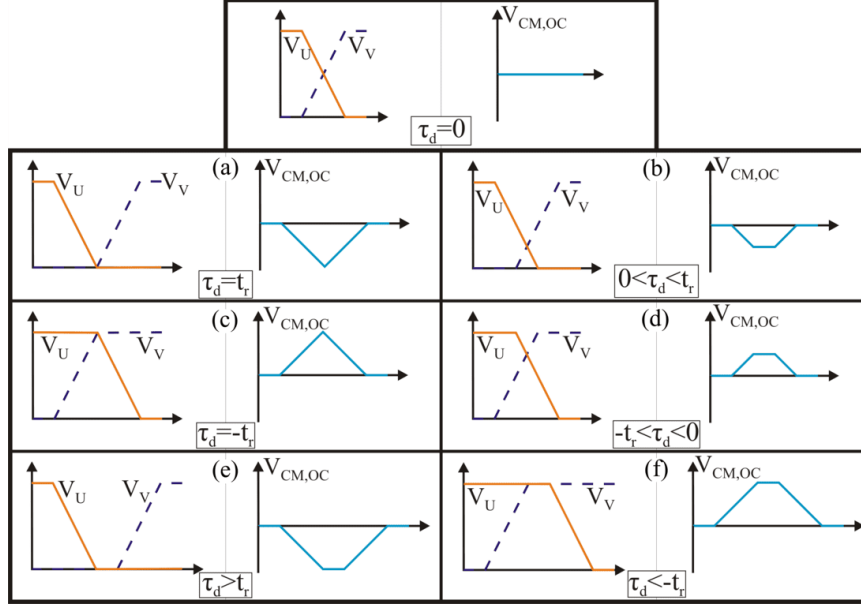 V_U V_V V_CM,OC
τ_d=0
(a) V_U V_V V_CM,OC
τ_d=t_r
(b) V_U V_V V_CM,OC
0<τ_d<t_r
(c) V_U V_V V_CM,OC
τ_d=-t_r
(d) V_U V_V V_CM,OC
-t_r<τ_d<0
(e) V_U V_V V_CM,OC
τ_d>t_r
(f) V_U V_V V_CM,OC
τ_d<-t_r